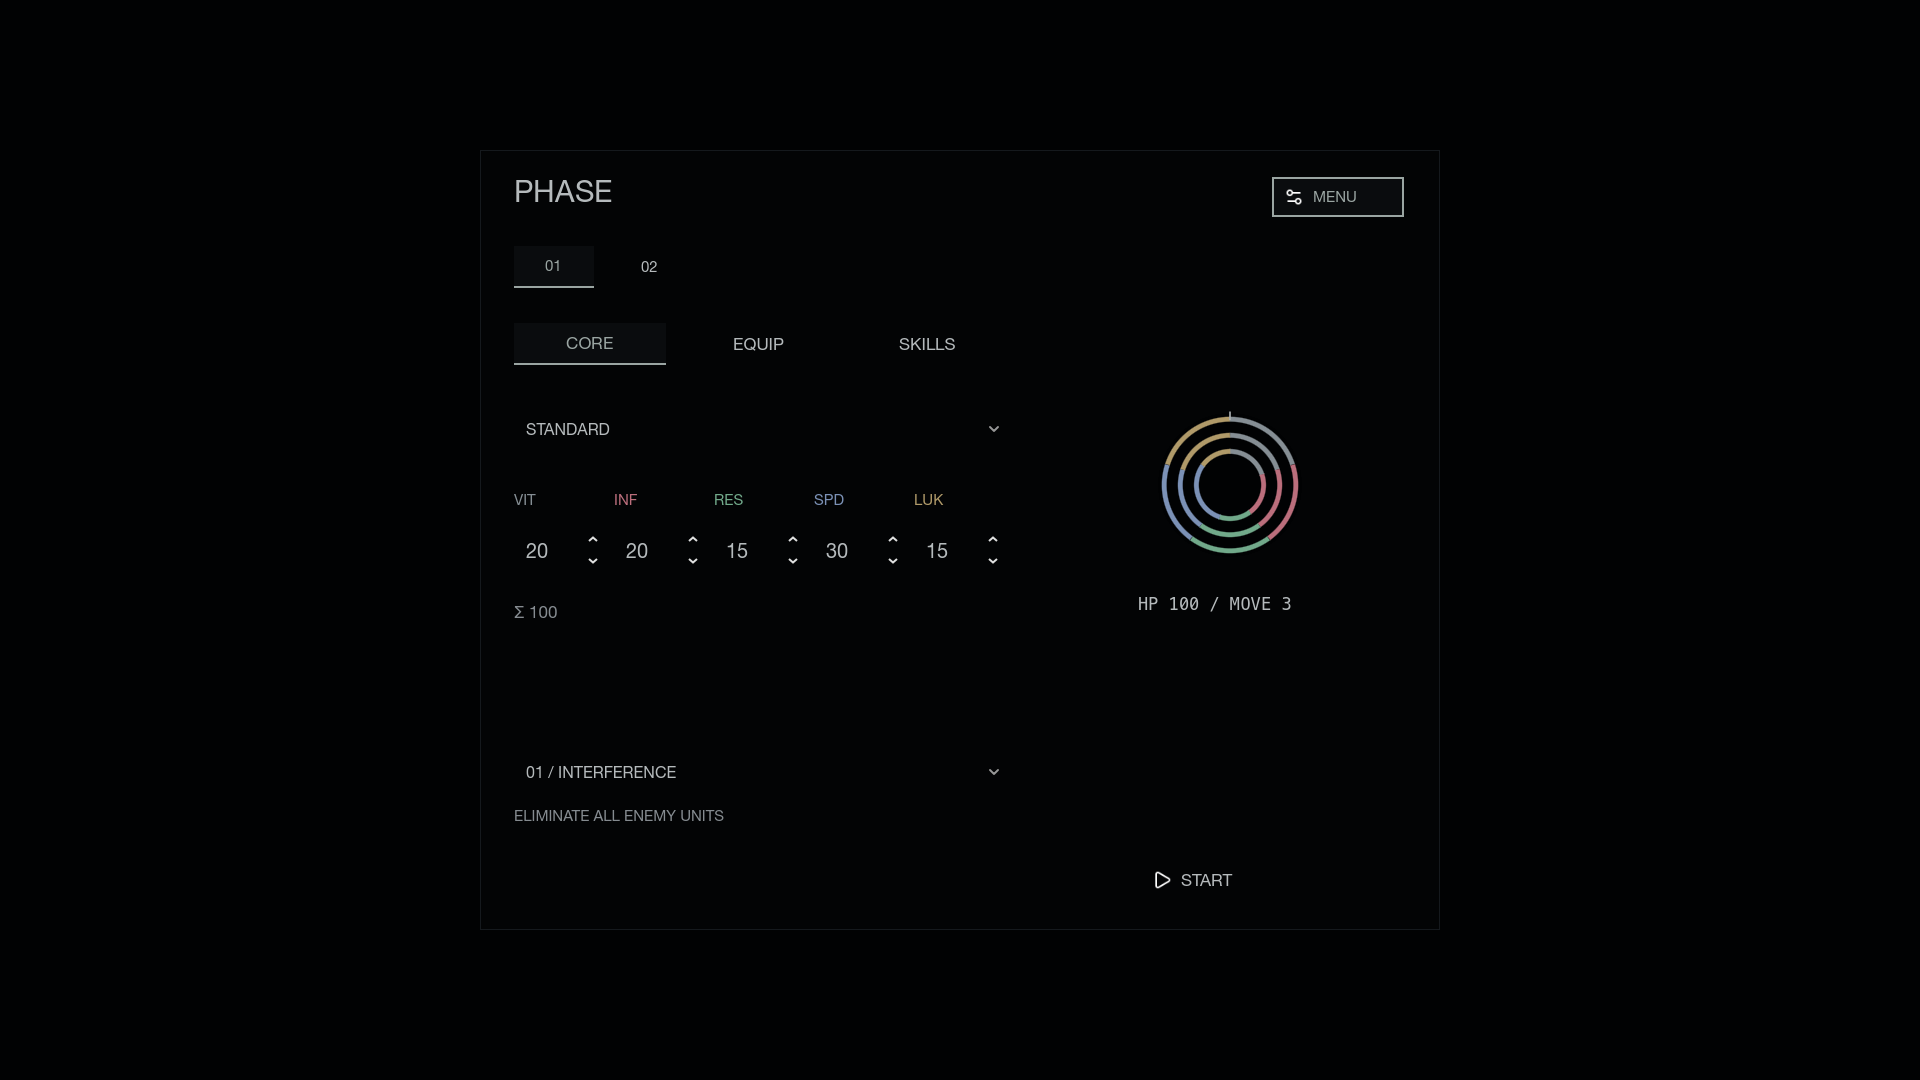 PHASE
MENU
01 02
CORE EQUIP SKILLS
STANDARD
VIT INF RES SPD LUK
20 20 15 30 15
Σ 100
HP 100 / MOVE 3
01 / INTERFERENCE
ELIMINATE ALL ENEMY UNITS
START